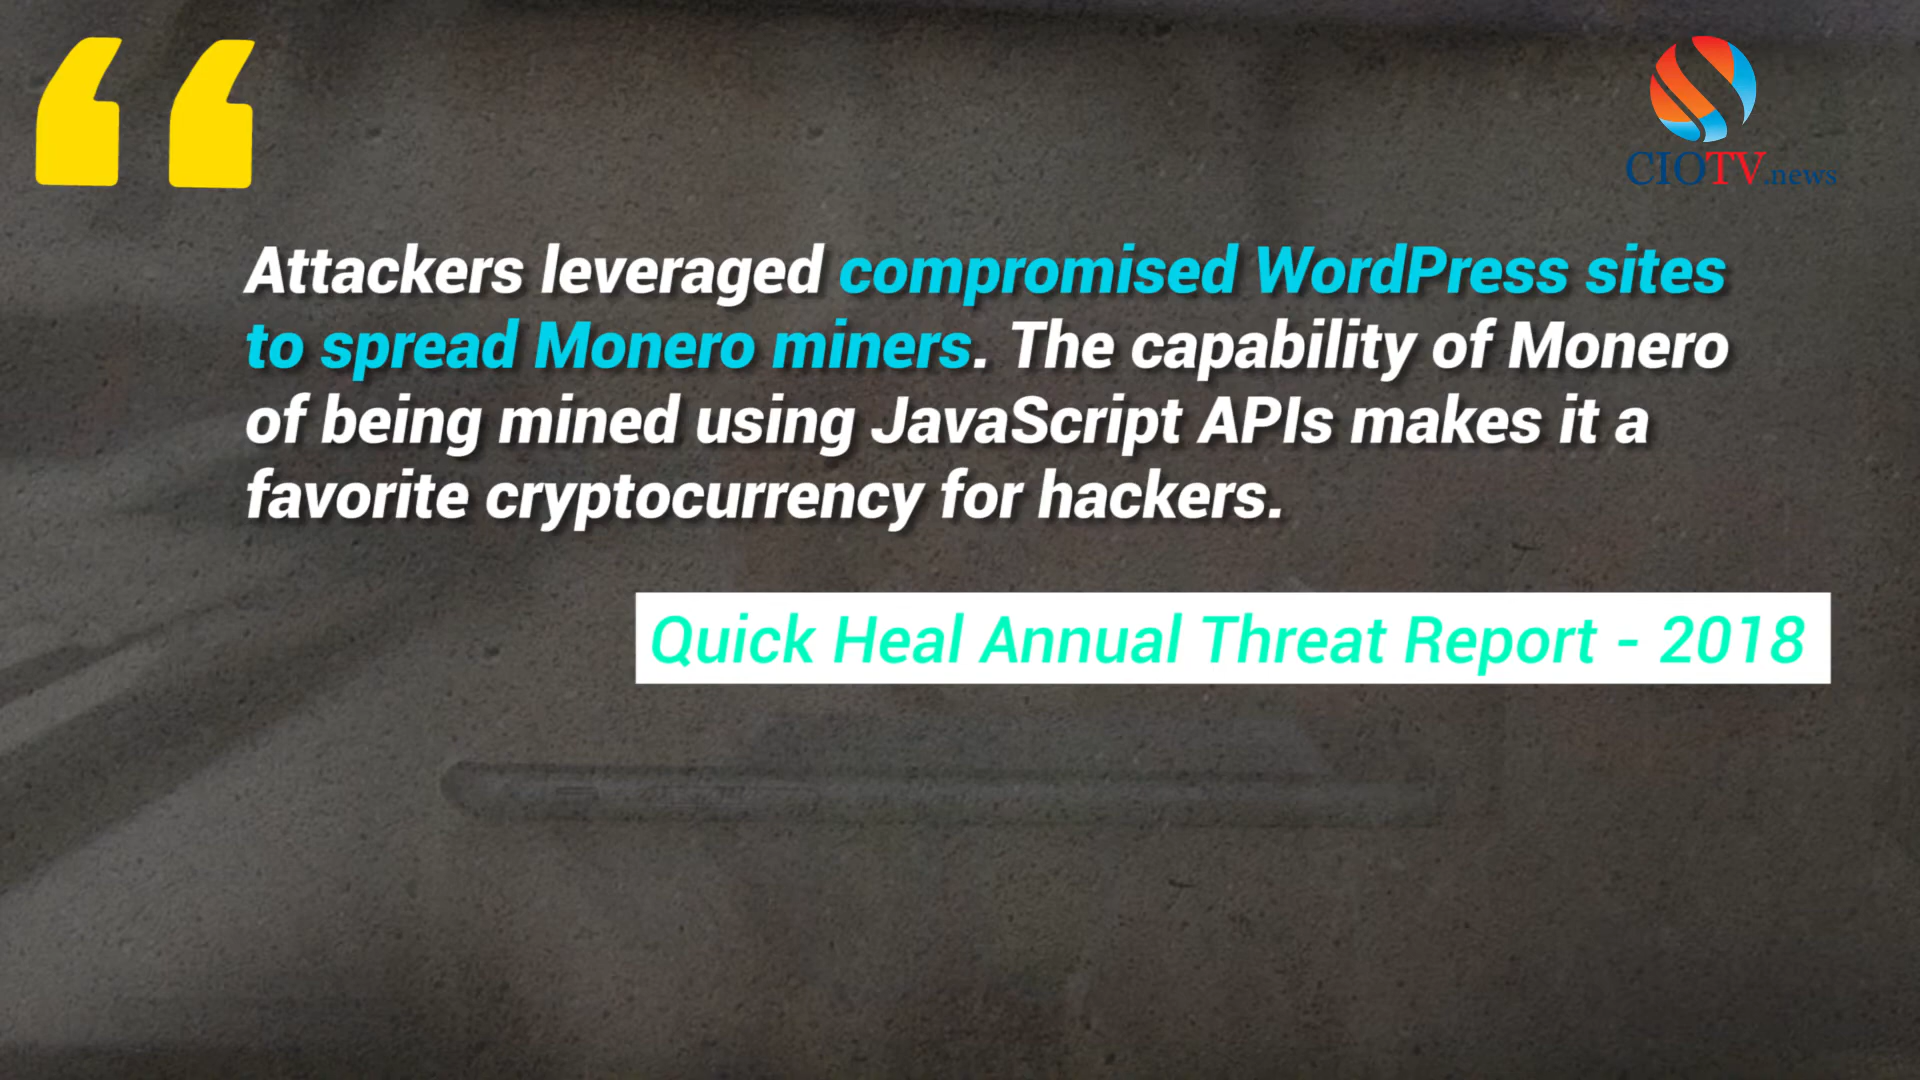 “
CIOTV.news
Attackers leveraged compromised WordPress sites
to spread Monero miners. The capability of Monero
of being mined using JavaScript APIs makes it a
favorite cryptocurrency for hackers.
Quick Heal Annual Threat Report - 2018